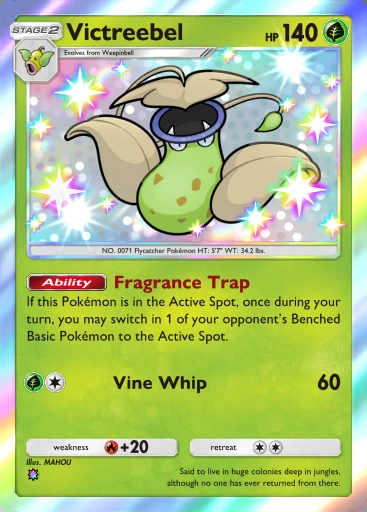 STAGE2
Victreebel
HP 140
Evolves from Weepinbell
NO. 0071 Flycatcher Pokémon HT: 5'7" WT: 34.2 lbs.
Ability Fragrance Trap
If this Pokémon is in the Active Spot, once during your
turn, you may switch in 1 of your opponent's Benched
Basic Pokémon to the Active Spot.
Vine Whip 60
weakness +20 retreat
Illus. MAHOU
Said to live in huge colonies deep in jungles,
although no one has ever returned from there.